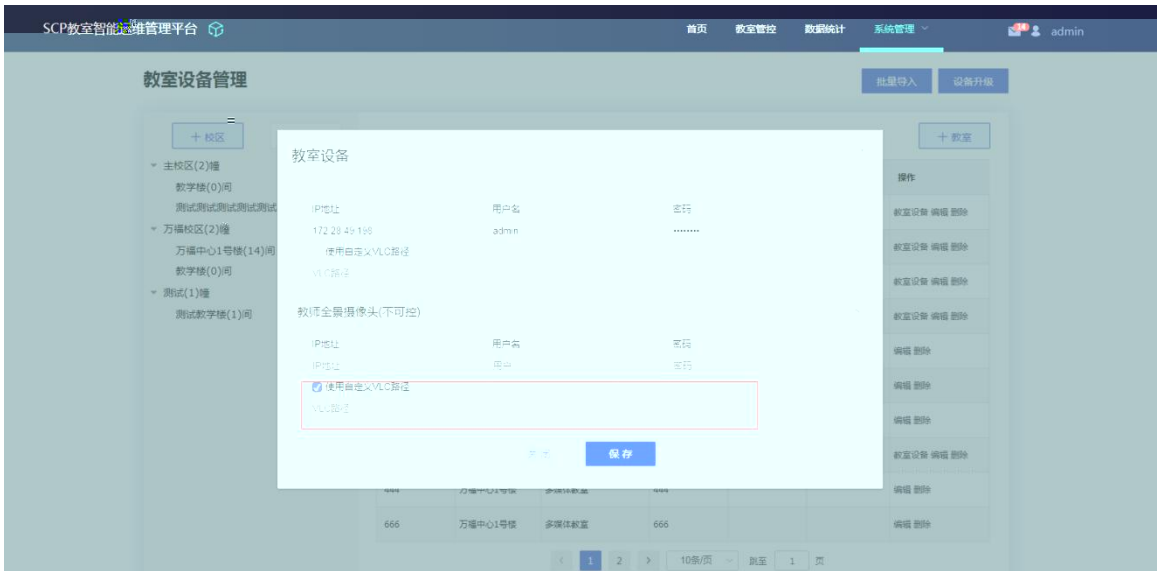 SCP教室智能运维管理平台
首页 教室管控 数据统计 系统管理 14 admin
教室设备管理 批量导入 设备升级
+ 校区 + 教室
主校区(2)幢
教学楼(0)间
测试测试测试测试测试
万福校区(2)幢
万福中心1号楼(14)间
教学楼(0)间
测试(1)幢
测试教学楼(1)间
教室设备
IP地址 用户名 密码
172.28.49.196 admin ••••••••
使用自定义VLC路径
VLC路径
教师全景摄像头(不可控)
IP地址 用户名 密码
IP地址 用户 密码
使用自定义VLC路径
VLC路径
保存
操作
教室设备 编辑 删除
教室设备 编辑 删除
教室设备 编辑 删除
教室设备 编辑 删除
编辑 删除
编辑 删除
编辑 删除
教室设备 编辑 删除
444 万福中心1号楼 多媒体教室 444 编辑 删除
666 万福中心1号楼 多媒体教室 666 编辑 删除
1 2 10条/页 跳至 1 页